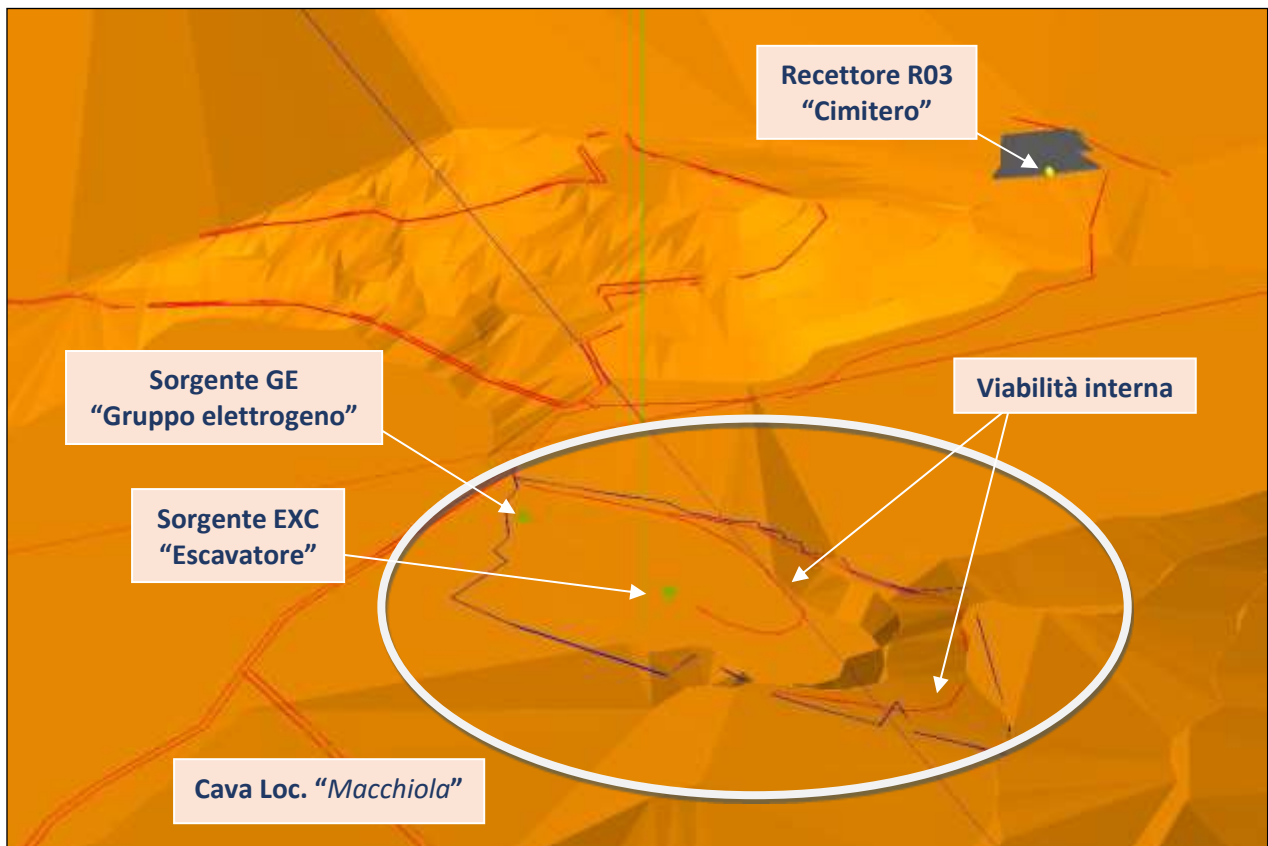 Recettore R03
“Cimitero”
Sorgente GE
“Gruppo elettrogeno”
Viabilità interna
Sorgente EXC
“Escavatore”
Cava Loc. “Macchiola”